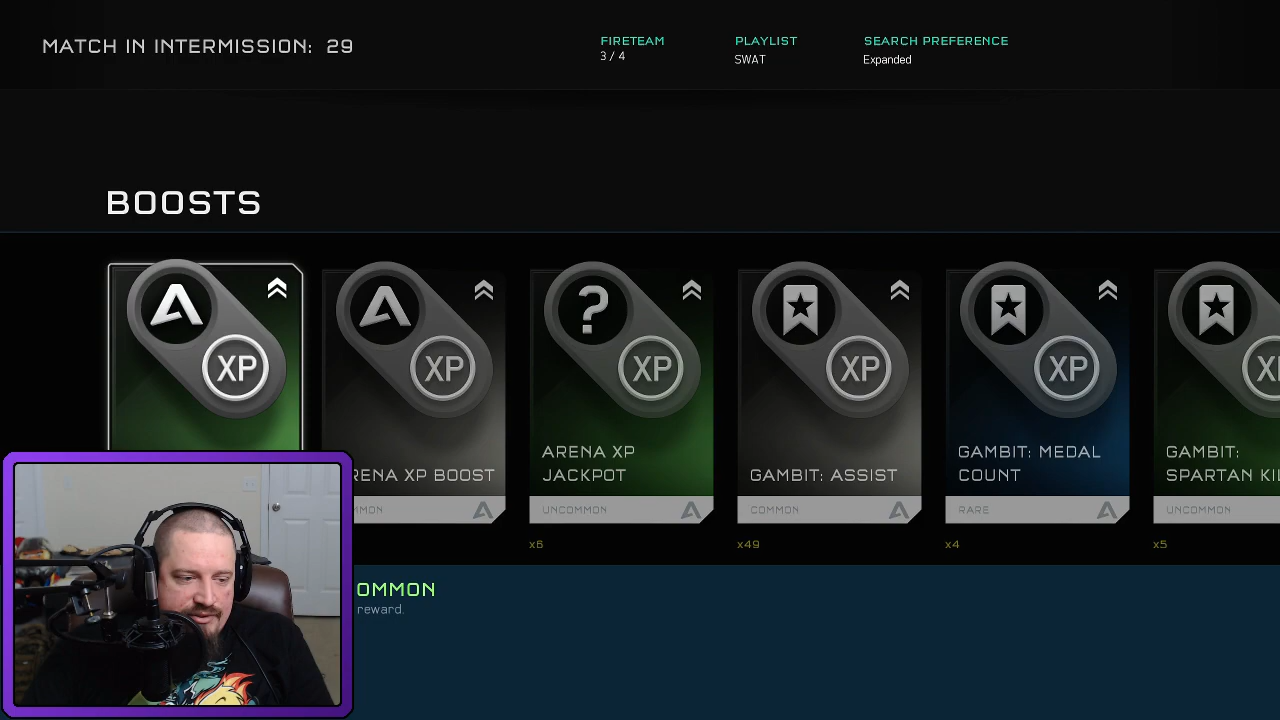 MATCH IN INTERMISSION: 29
FIRETEAM
3 / 4
PLAYLIST
SWAT
SEARCH PREFERENCE
Expanded
BOOSTS
XP
XP
RENA XP BOOST
MMON
? XP
ARENA XP
JACKPOT
UNCOMMON
x6
XP
GAMBIT: ASSIST
COMMON
x49
XP
GAMBIT: MEDAL
COUNT
RARE
x4
XP
GAMBIT:
SPARTAN KIL
UNCOMMON
x5
OMMON
reward.